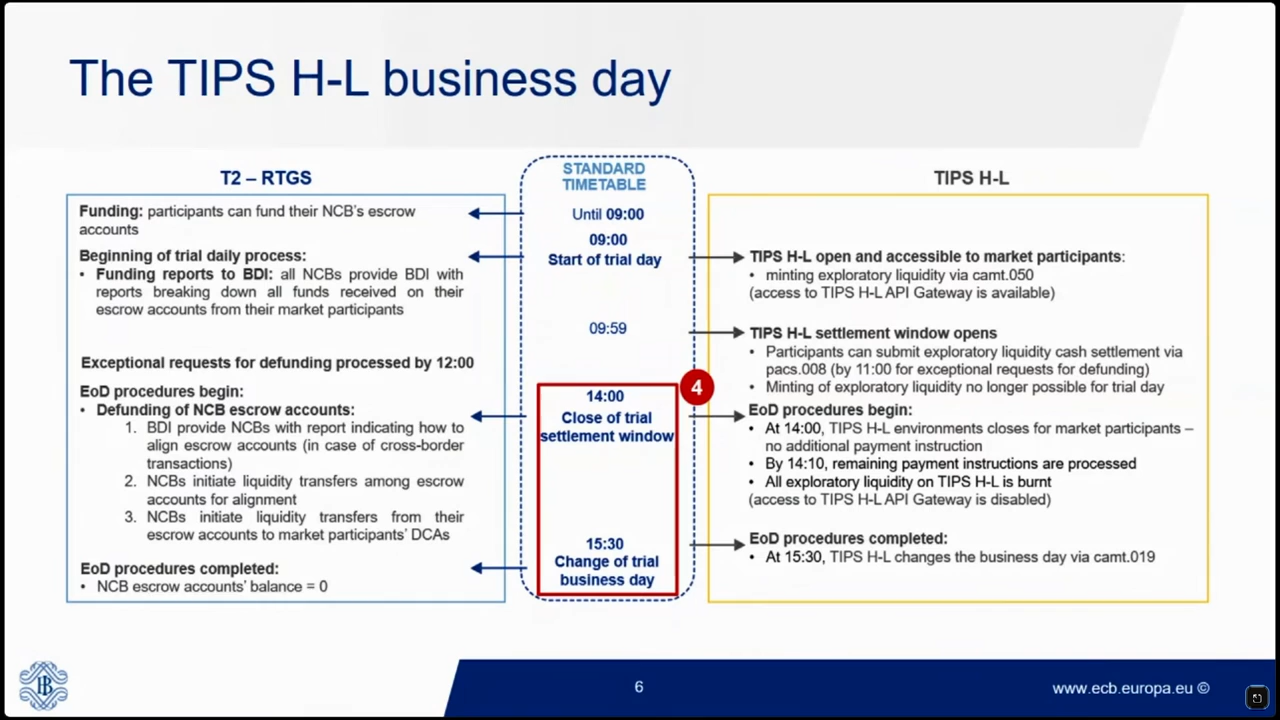 The TIPS H-L business day
T2 – RTGS
Funding: participants can fund their NCB's escrow
accounts
Beginning of trial daily process:
• Funding reports to BDI: all NCBs provide BDI with
reports breaking down all funds received on their
escrow accounts from their market participants
Exceptional requests for defunding processed by 12:00
EoD procedures begin:
• Defunding of NCB escrow accounts:
1. BDI provide NCBs with report indicating how to
align escrow accounts (in case of cross-border
transactions)
2. NCBs initiate liquidity transfers among escrow
accounts for alignment
3. NCBs initiate liquidity transfers from their
escrow accounts to market participants' DCAs
EoD procedures completed:
• NCB escrow accounts' balance = 0
STANDARD
TIMETABLE
Until 09:00
09:00
Start of trial day
09:59
4
14:00
Close of trial
settlement window
15:30
Change of trial
business day
TIPS H-L
TIPS H-L open and accessible to market participants:
• minting exploratory liquidity via camt.050
(access to TIPS H-L API Gateway is available)
TIPS H-L settlement window opens
• Participants can submit exploratory liquidity cash settlement via
pacs.008 (by 11:00 for exceptional requests for defunding)
• Minting of exploratory liquidity no longer possible for trial day
EoD procedures begin:
• At 14:00, TIPS H-L environments closes for market participants –
no additional payment instruction
• By 14:10, remaining payment instructions are processed
• All exploratory liquidity on TIPS H-L is burnt
(access to TIPS H-L API Gateway is disabled)
EoD procedures completed:
• At 15:30, TIPS H-L changes the business day via camt.019
6
www.ecb.europa.eu ©